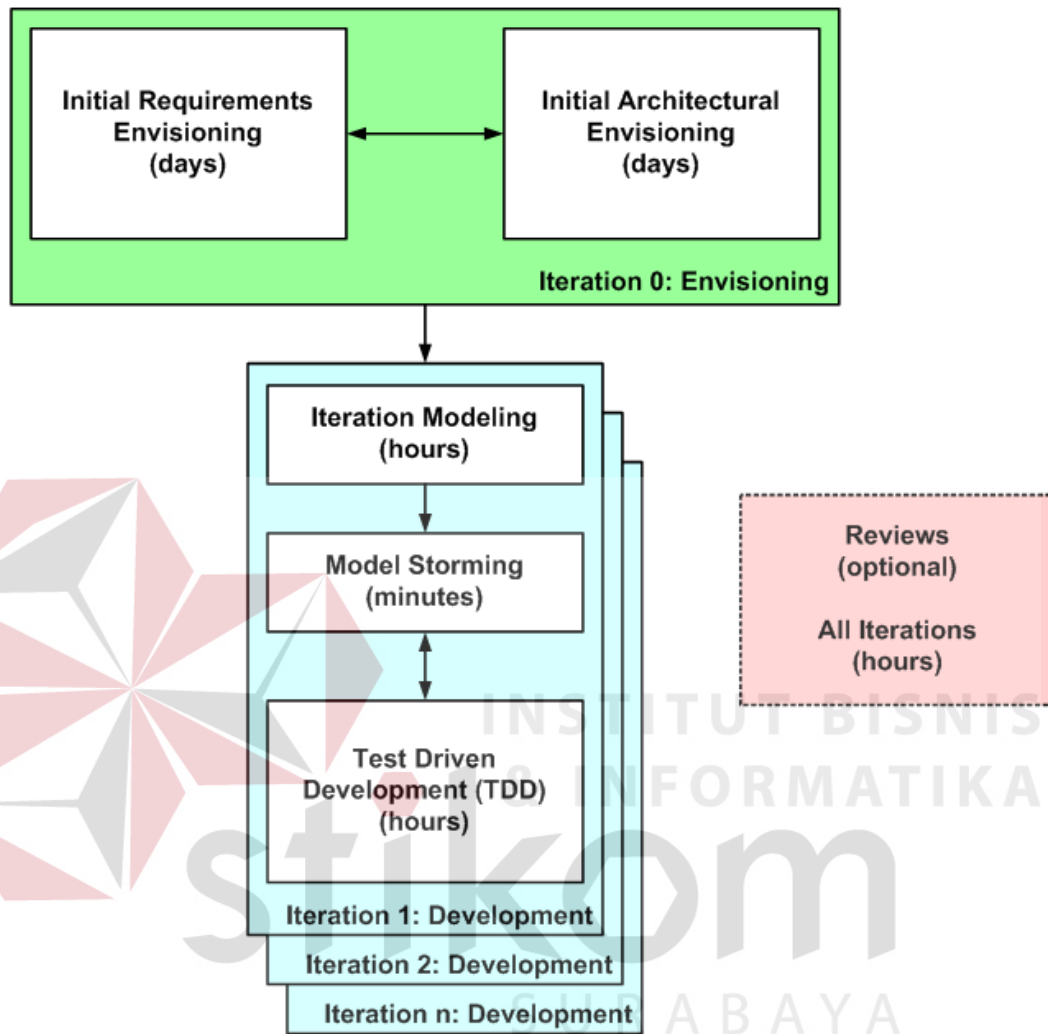 Initial Requirements
Envisioning
(days)
Initial Architectural
Envisioning
(days)
Iteration 0: Envisioning
Iteration Modeling
(hours)
Model Storming
(minutes)
Test Driven
Development (TDD)
(hours)
Iteration 1: Development
Iteration 2: Development
Iteration n: Development
Reviews
(optional)
All Iterations
(hours)
INSTITUT BISNIS
& INFORMATIKA
stikom
SURABAYA